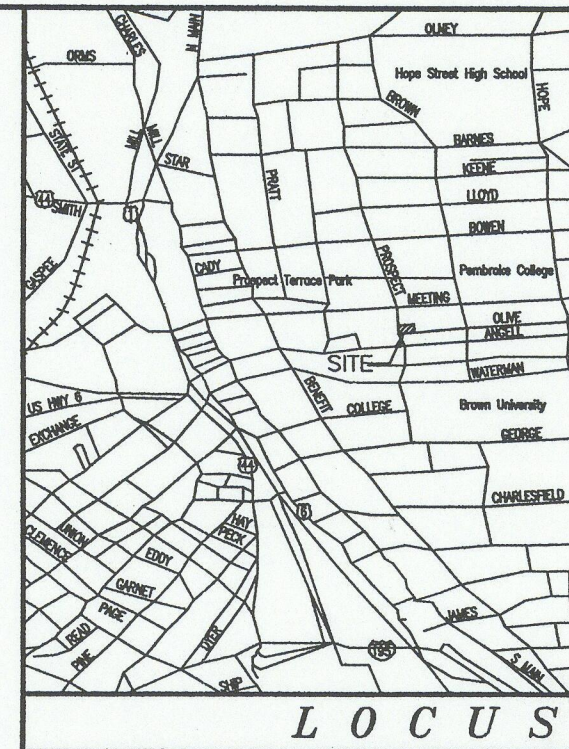 OLNEY
CHARLES
N MAIN
ORMS
Hope Street High School
HOPE
BROWN
STATE ST
MILL
MILL
BARNES
STAR
KEENE
PRATT
LLOYD
44
SMITH
1
BOWEN
GASPEE
CADY
Prospect Terrace Park
PROSPECT
Pembroke College
MEETING
OLIVE
ANGELL
SITE
WATERMAN
BENEFIT
US HWY 6
COLLEGE
Brown University
EXCHANGE
GEORGE
44
CHARLESFIELD
6
HAY
PECK
UNION
CLEMENCE
EDDY
GARNET
PAGE
JAMES
READ
DYER
195
PINE
S MAIN
SHIP
LOCUS